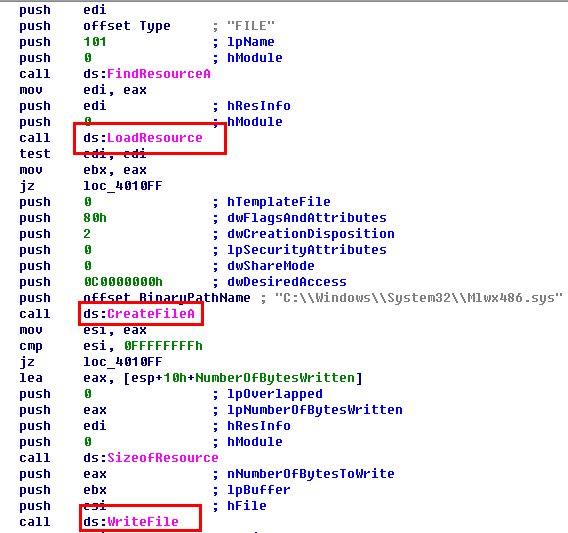 push edi
push offset Type ; "FILE"
push 101 ; lpName
push 0 ; hModule
call ds:FindResourceA
mov edi, eax
push edi ; hResInfo
push 0 ; hModule
call ds:LoadResource
test edi, edi
mov ebx, eax
jz loc_4010FF
push 0 ; hTemplateFile
push 80h ; dwFlagsAndAttributes
push 2 ; dwCreationDisposition
push 0 ; lpSecurityAttributes
push 0 ; dwShareMode
push 0C0000000h ; dwDesiredAccess
push offset BinaryPathName ; "C:\\Windows\\System32\\Mlwx486.sys"
call ds:CreateFileA
mov esi, eax
cmp esi, 0FFFFFFFFh
jz loc_4010FF
lea eax, [esp+10h+NumberOfBytesWritten]
push 0 ; lpOverlapped
push eax ; lpNumberOfBytesWritten
push edi ; hResInfo
push 0 ; hModule
call ds:SizeofResource
push eax ; nNumberOfBytesToWrite
push ebx ; lpBuffer
push esi ; hFile
call ds:WriteFile